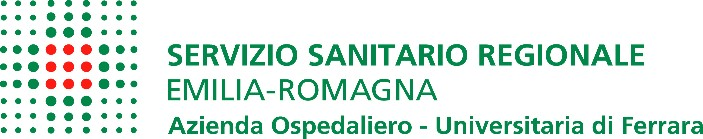 SERVIZIO SANITARIO REGIONALE
EMILIA-ROMAGNA
Azienda Ospedaliero - Universitaria di Ferrara